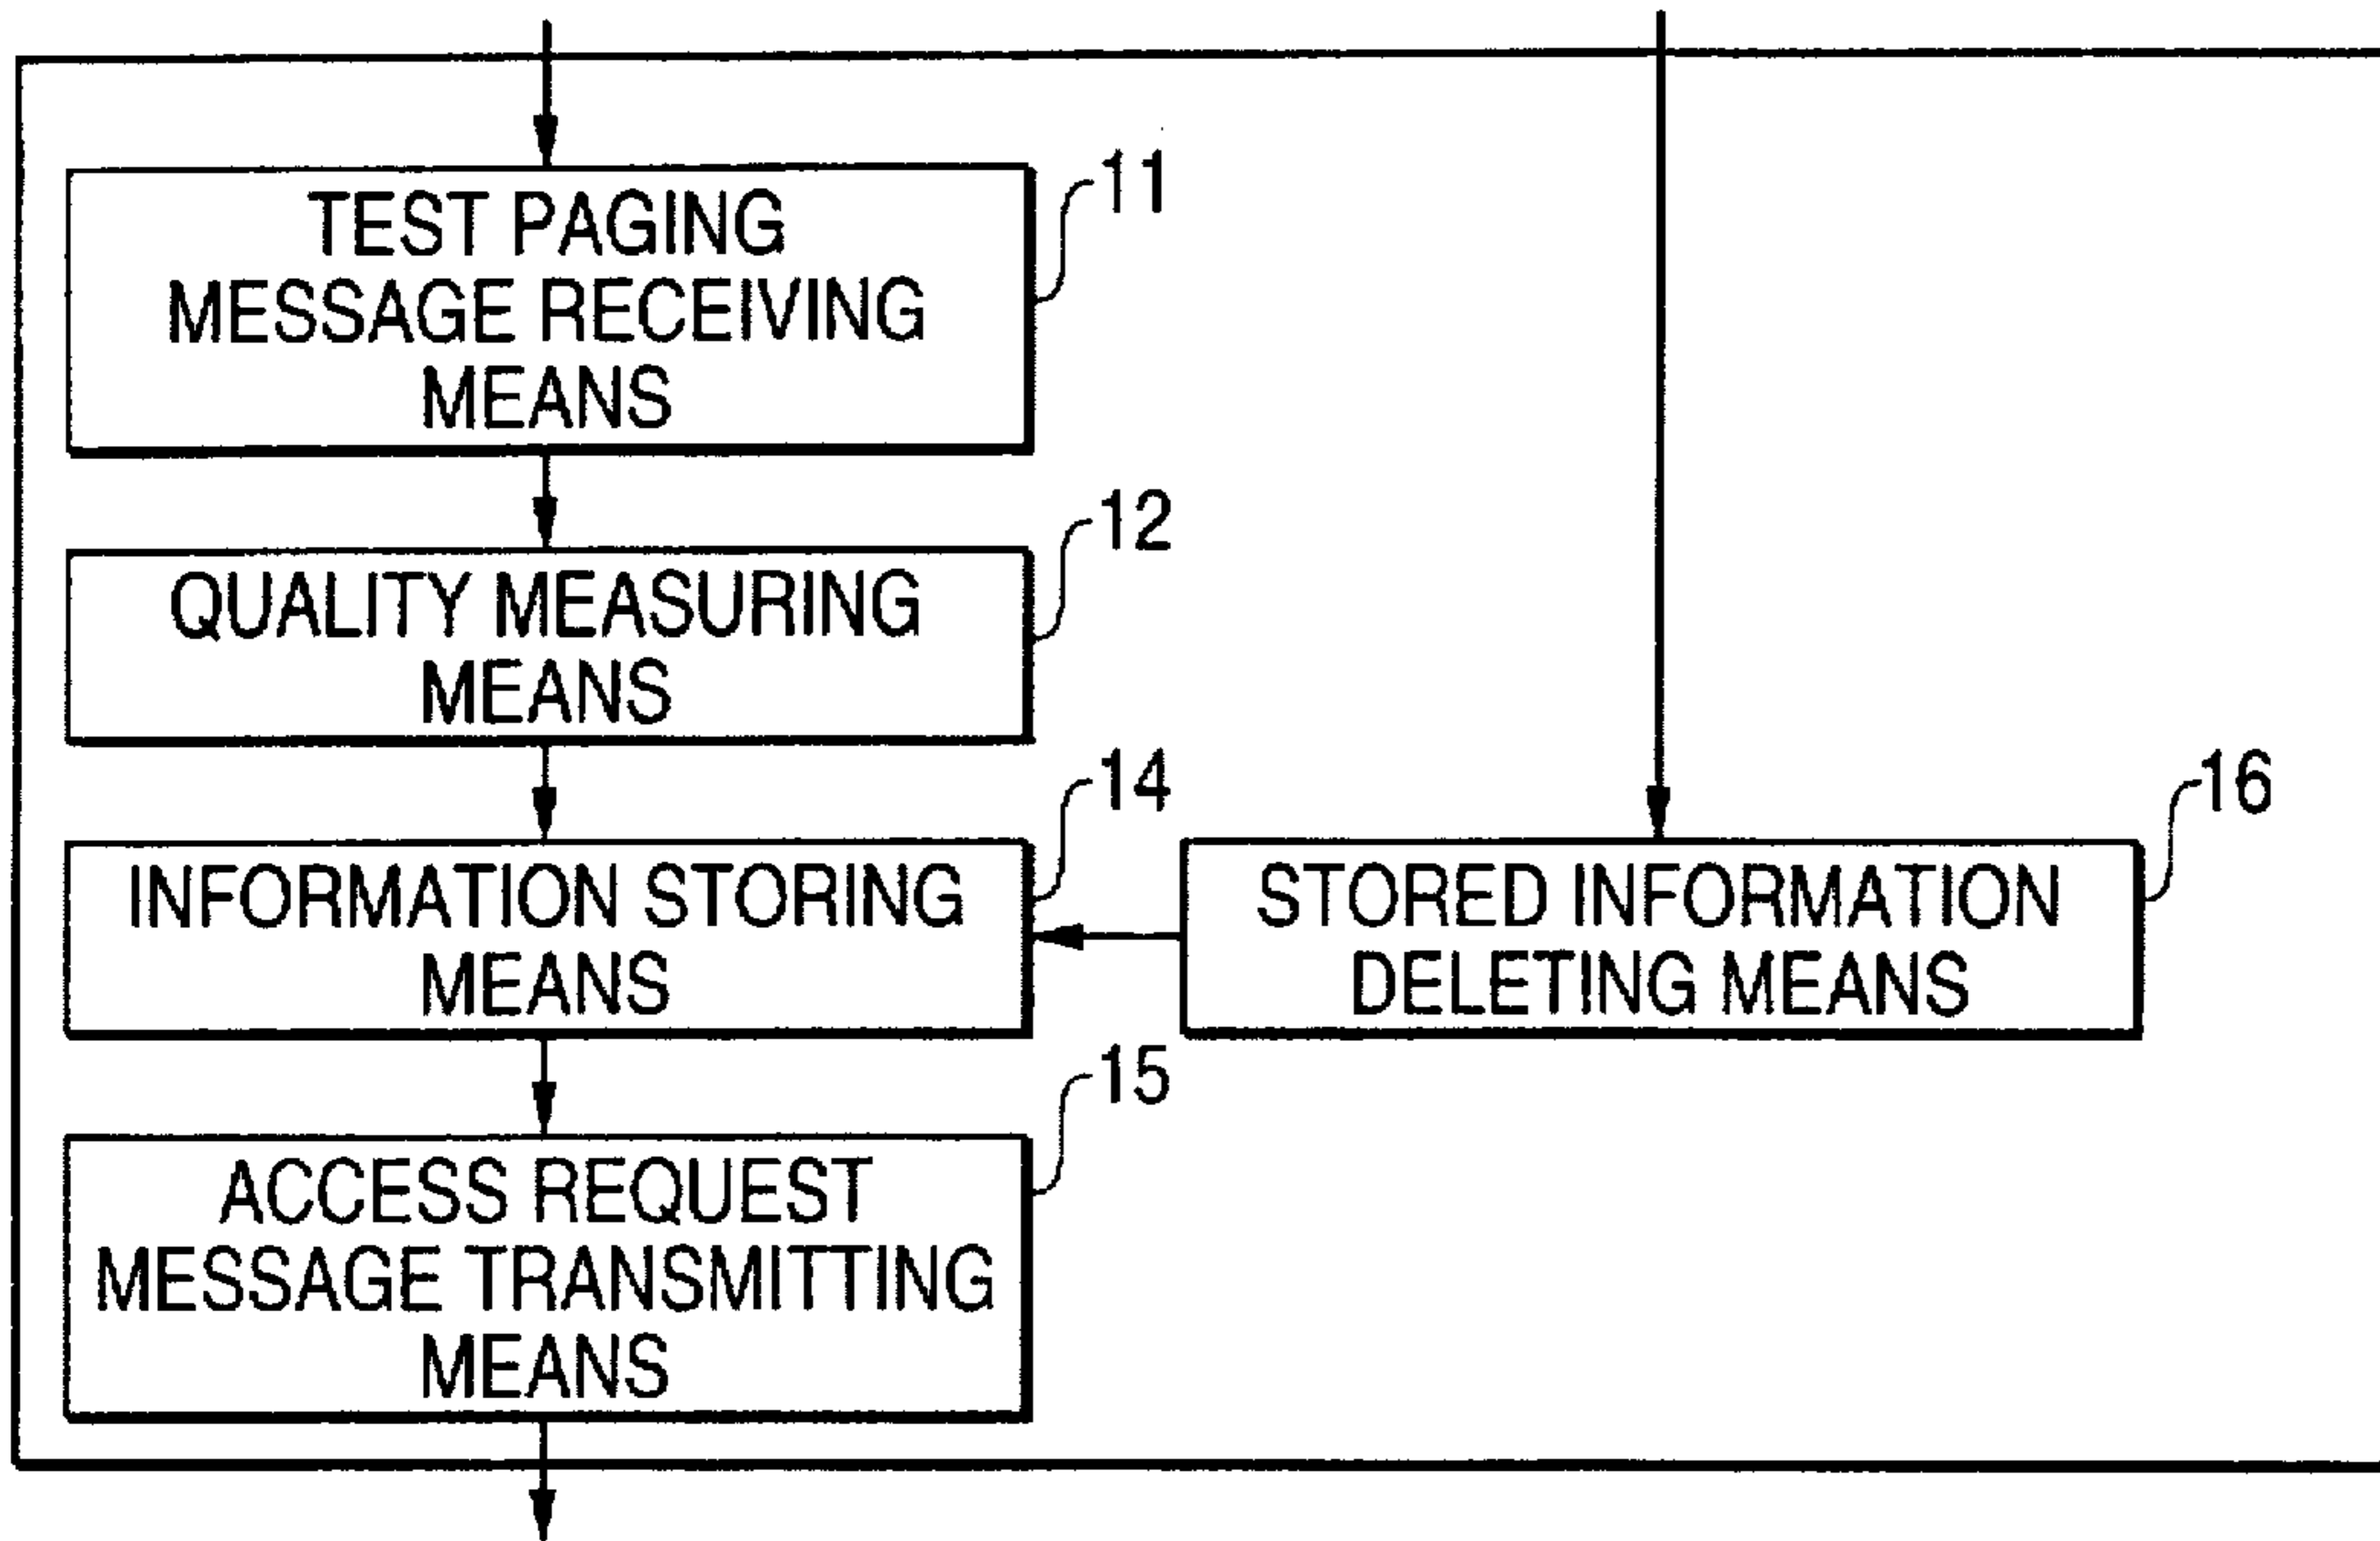 11
TEST PAGING
MESSAGE RECEIVING
MEANS
12
QUALITY MEASURING
MEANS
14
INFORMATION STORING
MEANS
16
STORED INFORMATION
DELETING MEANS
15
ACCESS REQUEST
MESSAGE TRANSMITTING
MEANS